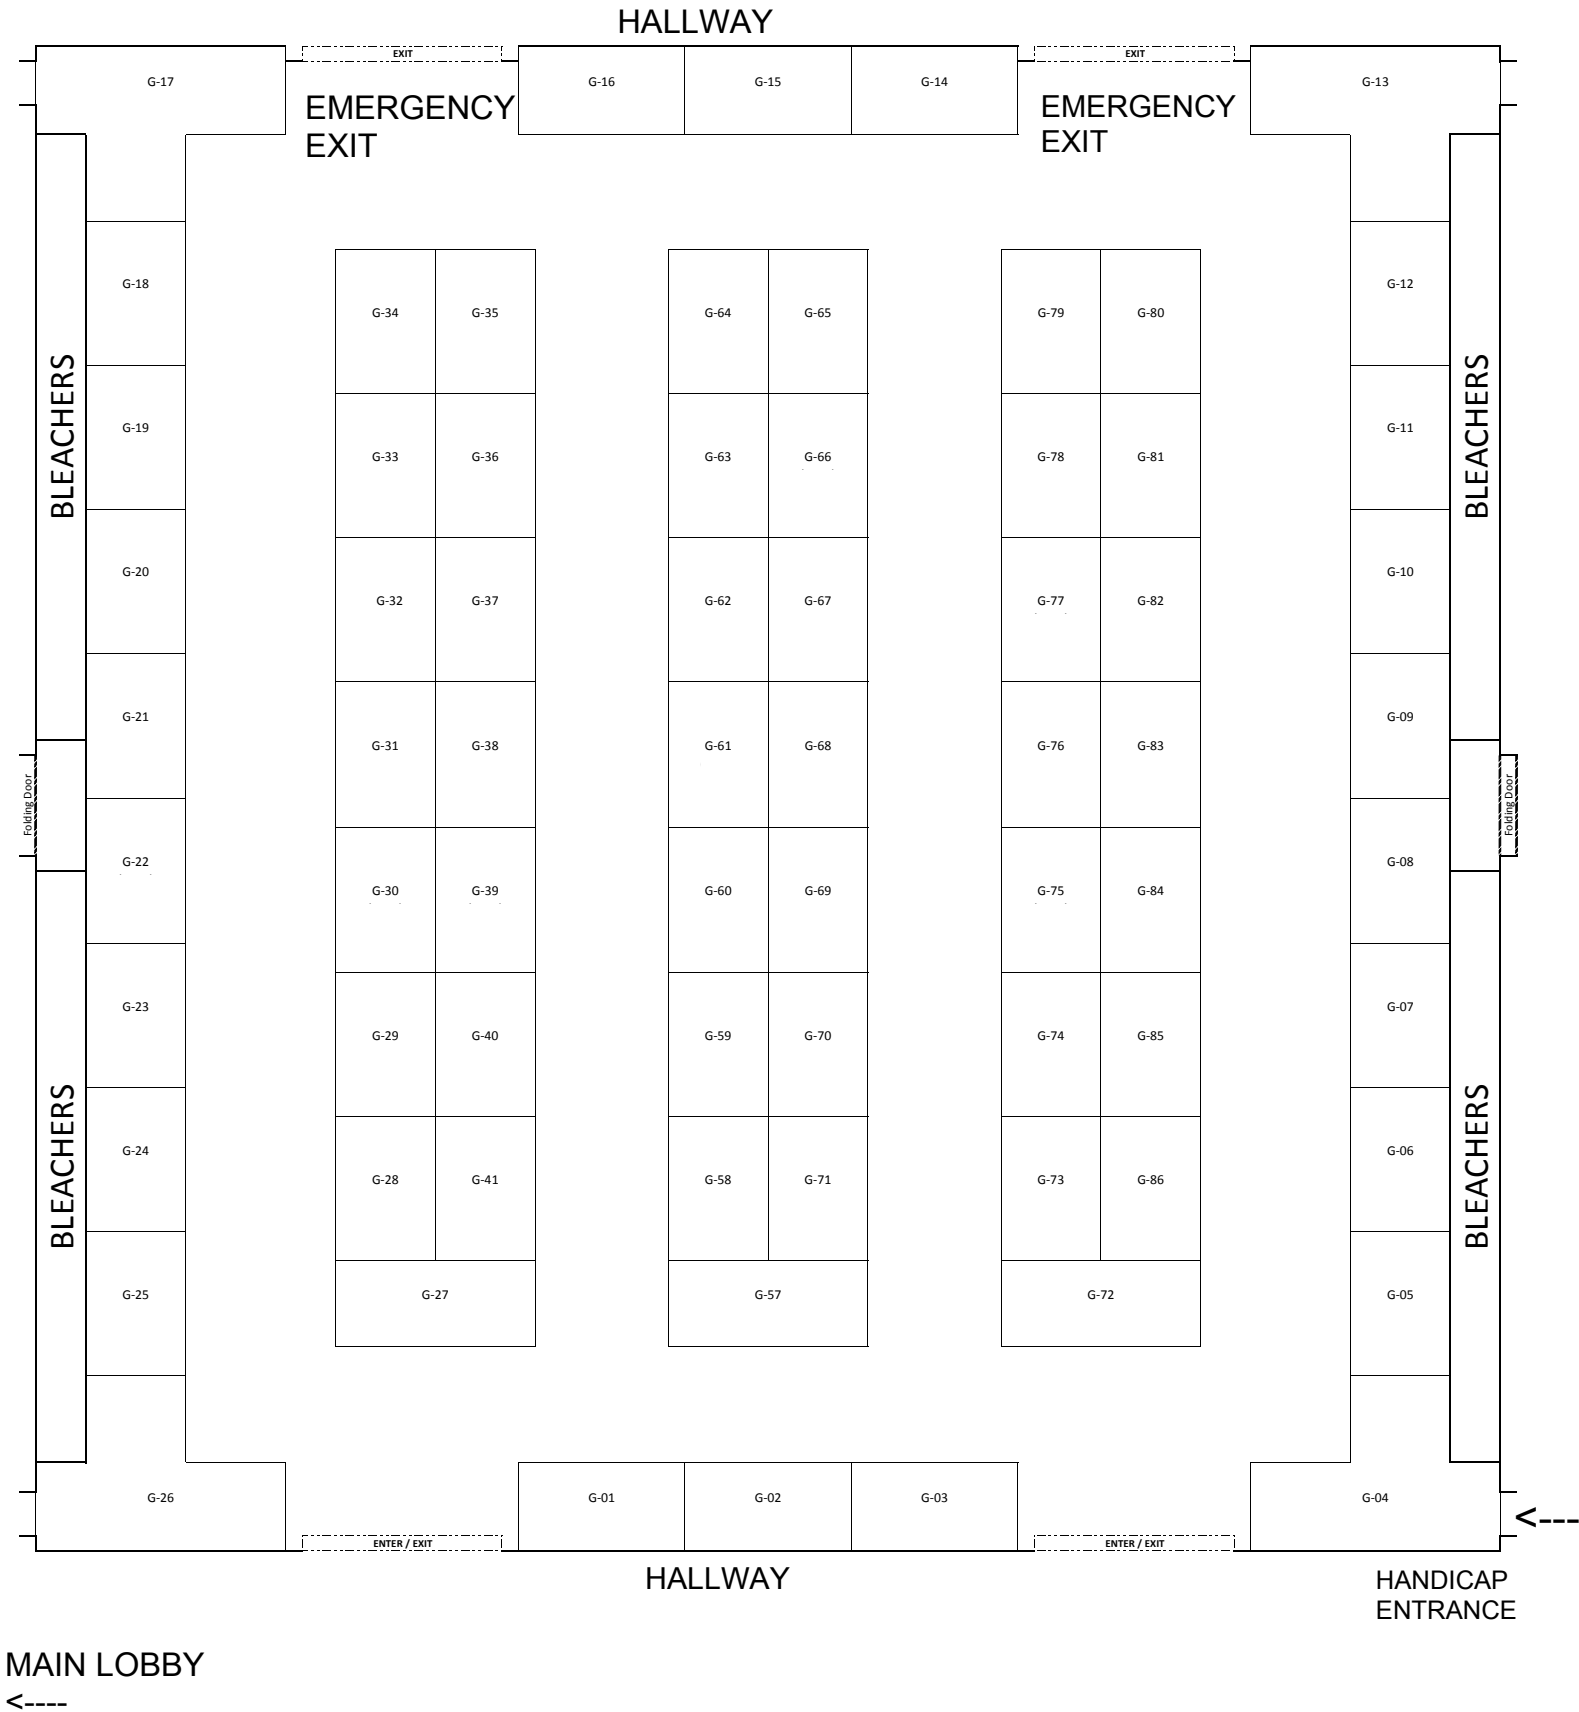 HALLWAY
EXIT
EXIT
G-17
G-16
G-15
G-14
G-13
EMERGENCY
EXIT
EMERGENCY
EXIT
G-18
G-12
G-34
G-35
G-64
G-65
G-79
G-80
BLEACHERS
BLEACHERS
G-19
G-11
G-33
G-36
G-63
G-66
G-78
G-81
G-20
G-10
G-32
G-37
G-62
G-67
G-77
G-82
G-21
G-09
G-31
G-38
G-61
G-68
G-76
G-83
Folding Door
Folding Door
G-22
G-08
G-30
G-39
G-60
G-69
G-75
G-84
G-23
G-07
G-29
G-40
G-59
G-70
G-74
G-85
BLEACHERS
BLEACHERS
G-24
G-06
G-28
G-41
G-58
G-71
G-73
G-86
G-25
G-27
G-57
G-72
G-05
G-26
G-01
G-02
G-03
G-04
<---
ENTER / EXIT
ENTER / EXIT
HALLWAY
HANDICAP
ENTRANCE
MAIN LOBBY
<----